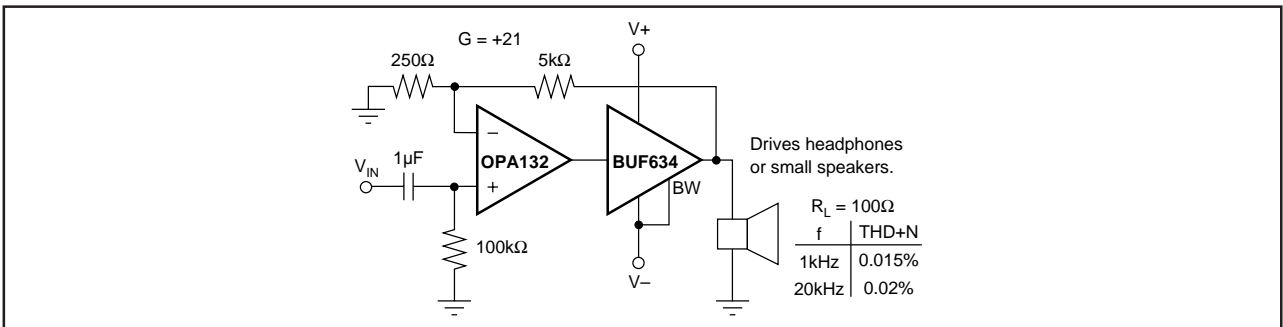 G = +21
V+
250Ω
5kΩ
–
OPA132
+
BUF634
BW
V_IN
1µF
100kΩ
V–
Drives headphones
or small speakers.
R_L = 100Ω
f THD+N
1kHz 0.015%
20kHz 0.02%